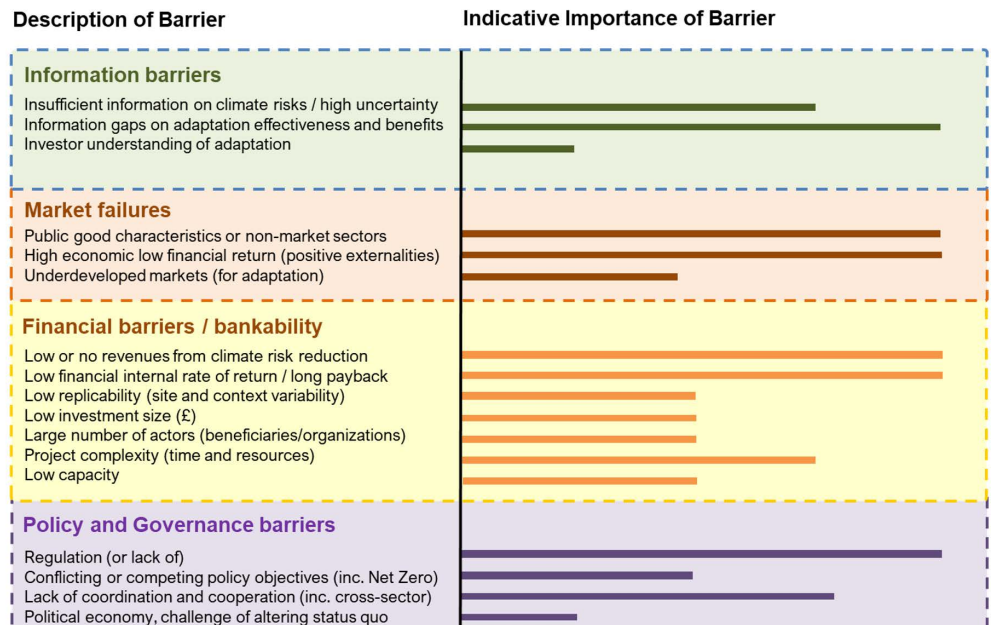 Description of Barrier
Indicative Importance of Barrier
Information barriers
Insufficient information on climate risks / high uncertainty
Information gaps on adaptation effectiveness and benefits
Investor understanding of adaptation
Market failures
Public good characteristics or non-market sectors
High economic low financial return (positive externalities)
Underdeveloped markets (for adaptation)
Financial barriers / bankability
Low or no revenues from climate risk reduction
Low financial internal rate of return / long payback
Low replicability (site and context variability)
Low investment size (£)
Large number of actors (beneficiaries/organizations)
Project complexity (time and resources)
Low capacity
Policy and Governance barriers
Regulation (or lack of)
Conflicting or competing policy objectives (inc. Net Zero)
Lack of coordination and cooperation (inc. cross-sector)
Political economy, challenge of altering status quo